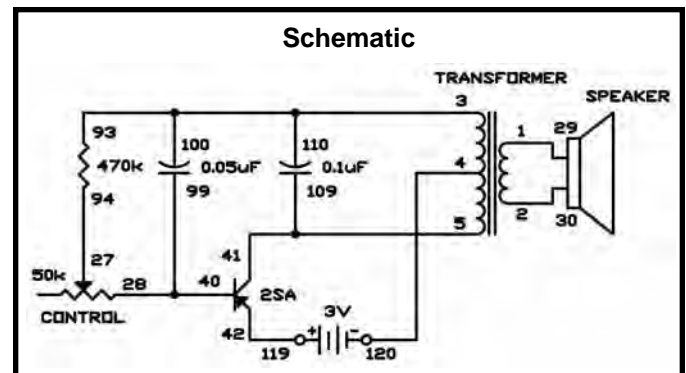 Schematic
TRANSFORMER
SPEAKER
3
93
100
110
1
29
470k
0.05uF
0.1uF
4
94
99
109
2
30
5
27
41
50k
28
40
2SA
CONTROL
42
3V
119
+
-
120